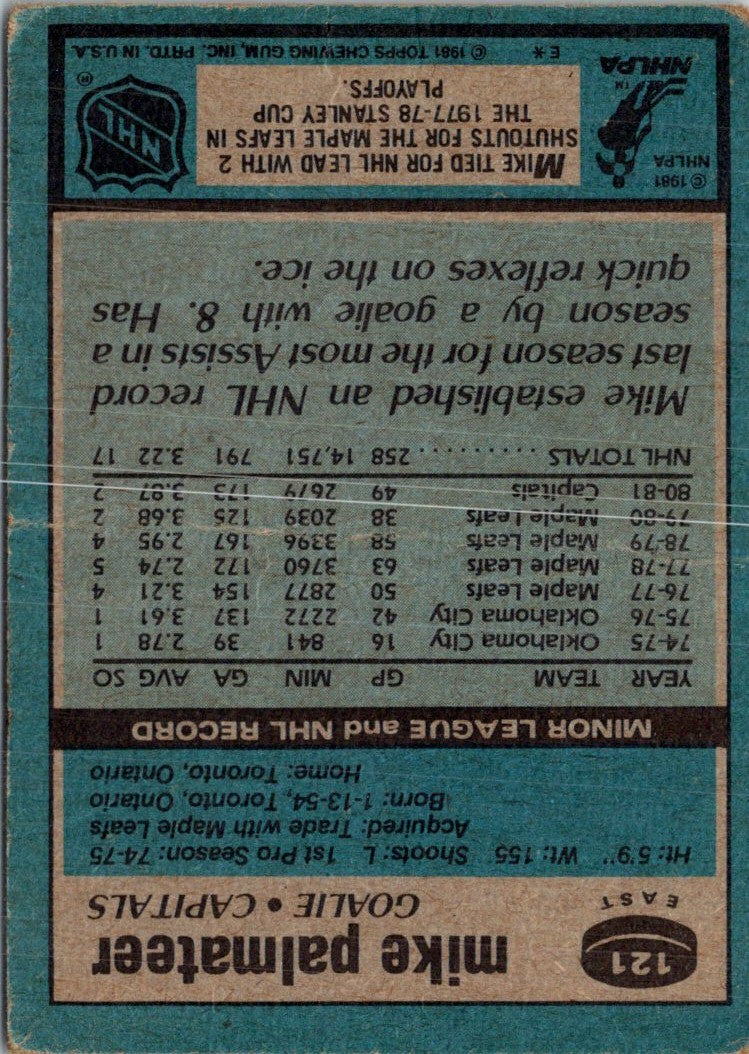 121
EAST
mike palmateer
GOALIE • CAPITALS
Ht: 5'9" Wt: 155 Shoots: L 1st Pro Season: 74-75
Acquired: Trade with Maple Leafs
Born: 1-13-54, Toronto, Ontario
Home: Toronto, Ontario
MINOR LEAGUE and NHL RECORD
YEAR TEAM GP MIN GA AVG SO
74-75 Oklahoma City 16 841 39 2.78 1
75-76 Oklahoma City 42 2272 137 3.61 1
76-77 Maple Leafs 50 2877 154 3.21 4
77-78 Maple Leafs 63 3760 172 2.74 5
78-79 Maple Leafs 58 3396 167 2.95 4
79-80 Maple Leafs 38 2039 125 3.68 2
80-81 Capitals 49 2679 173 3.87 2
NHL TOTALS . . . . . . . . . 258 14,751 791 3.22 17
Mike established an NHL record
last season for the most Assists in a
season by a goalie with 8. Has
quick reflexes on the ice.
© 1981
NHLPA
TM
NHLPA
MIKE TIED FOR NHL LEAD WITH 2
SHUTOUTS FOR THE MAPLE LEAFS IN
THE 1977-78 STANLEY CUP
PLAYOFFS.
NHL
®
E * © 1981 TOPPS CHEWING GUM, INC. PRTD. IN U.S.A.